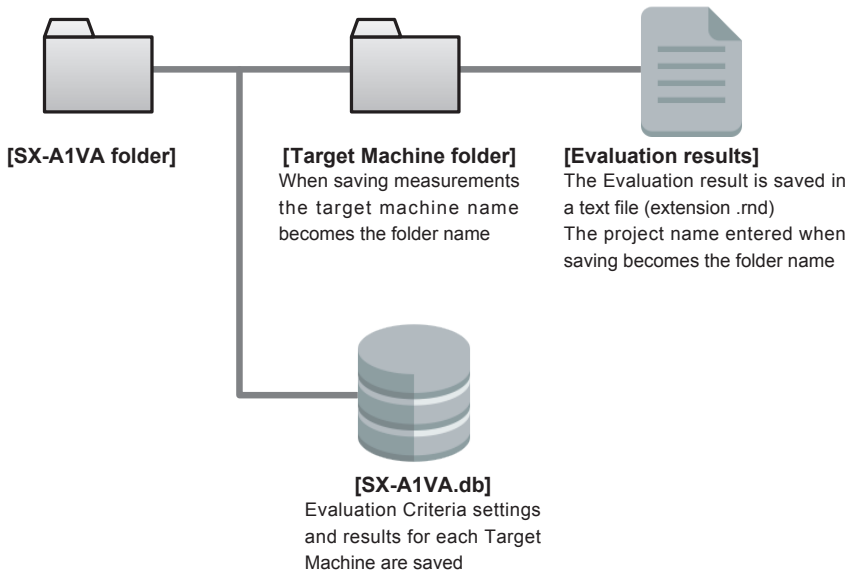 [SX-A1VA folder]
[Target Machine folder]
When saving measurements
the target machine name
becomes the folder name
[Evaluation results]
The Evaluation result is saved in
a text file (extension .rnd)
The project name entered when
saving becomes the folder name
[SX-A1VA.db]
Evaluation Criteria settings
and results for each Target
Machine are saved